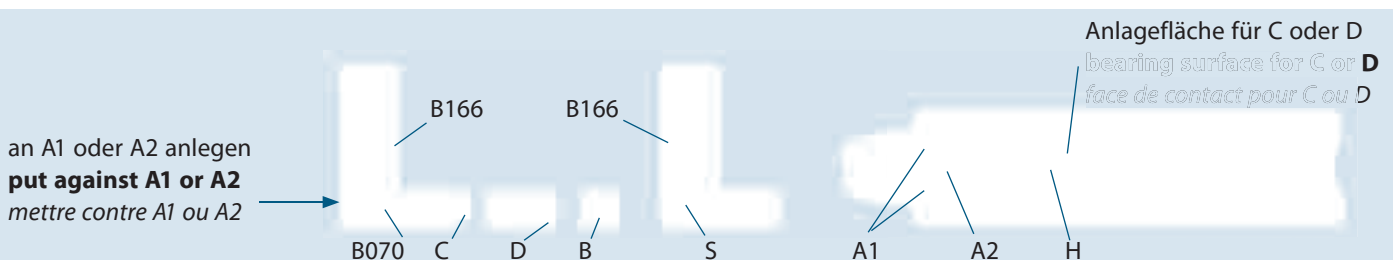 Anlagefläche für C oder D
bearing surface for C or D
face de contact pour C ou D
B166
B166
an A1 oder A2 anlegen
put against A1 or A2
mettre contre A1 ou A2
B070
C
D
B
S
A1
A2
H